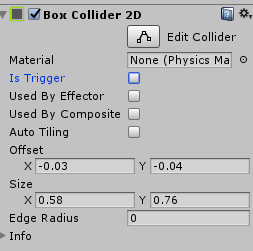 Box Collider 2D
Edit Collider
Material None (Physics Ma
Is Trigger
Used By Effector
Used By Composite
Auto Tiling
Offset
X -0.03 Y -0.04
Size
X 0.58 Y 0.76
Edge Radius 0
Info